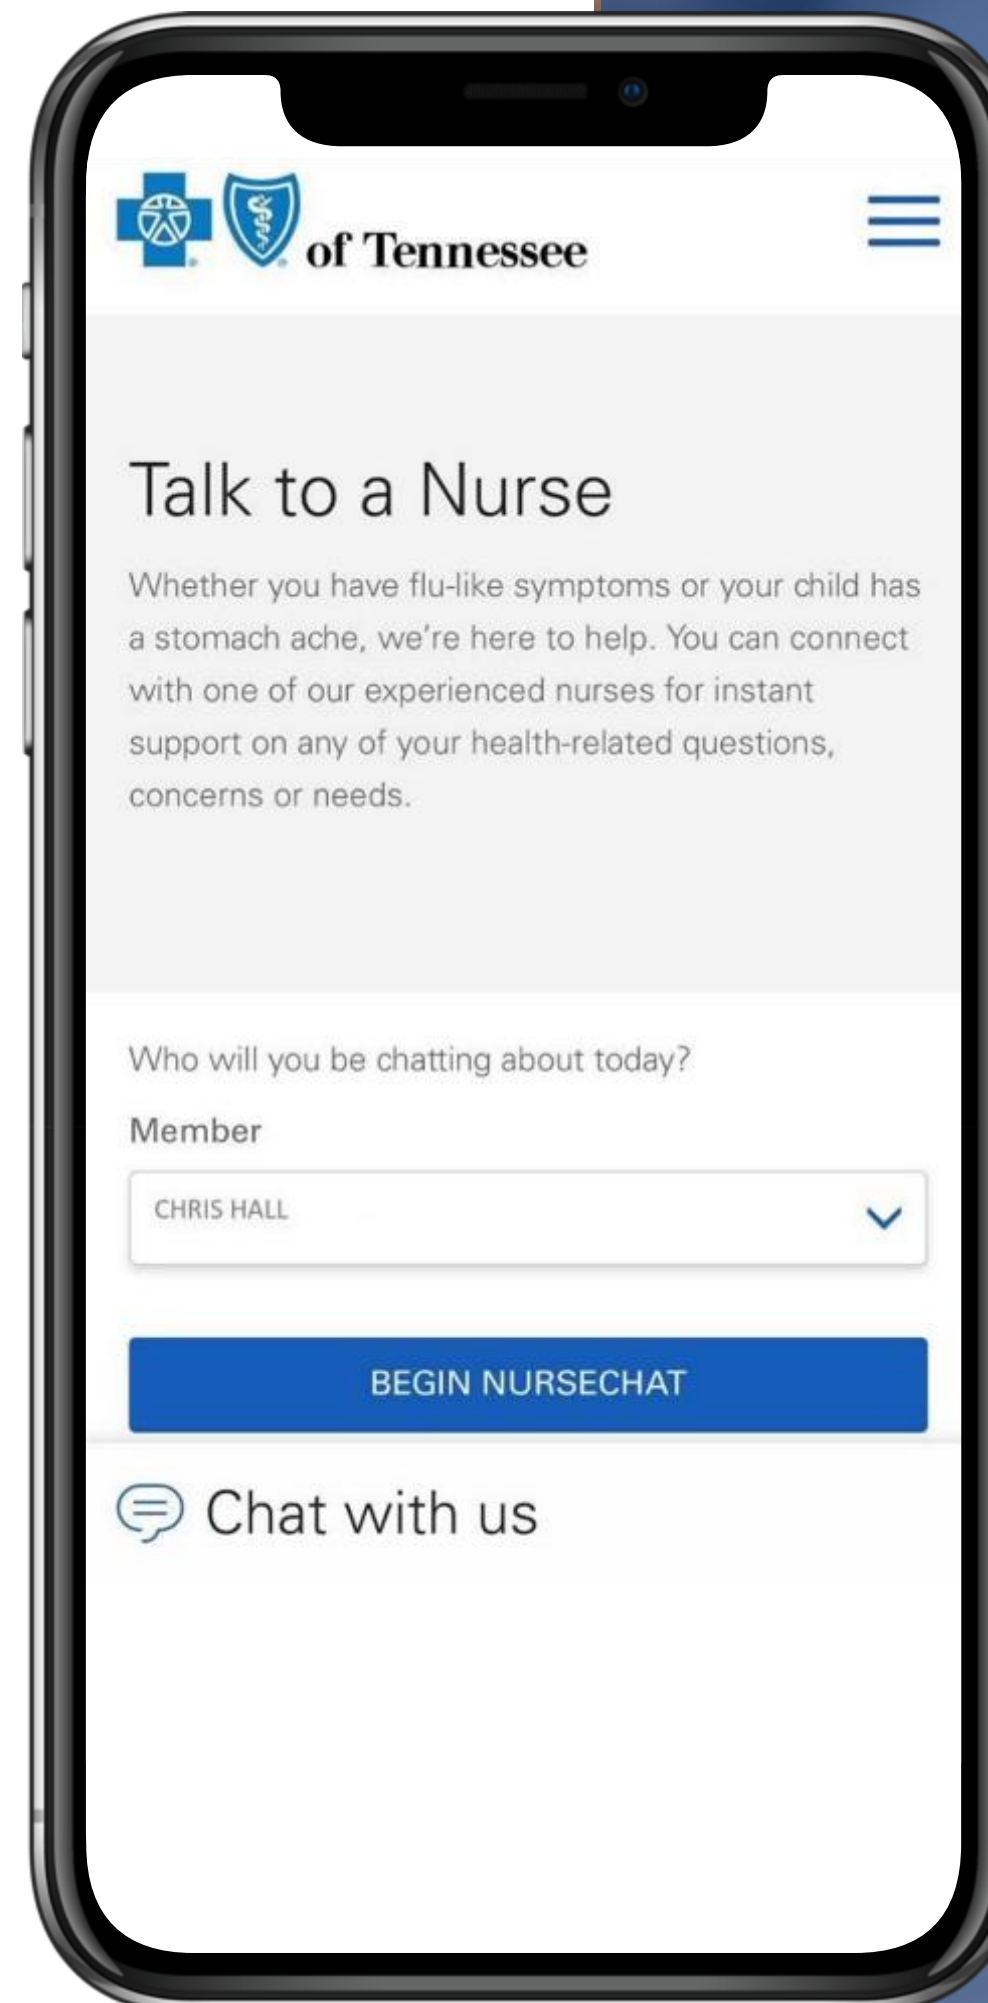 of Tennessee
Talk to a Nurse
Whether you have flu-like symptoms or your child has
a stomach ache, we're here to help. You can connect
with one of our experienced nurses for instant
support on any of your health-related questions,
concerns or needs.
Who will you be chatting about today?
Member
CHRIS HALL
BEGIN NURSECHAT
Chat with us